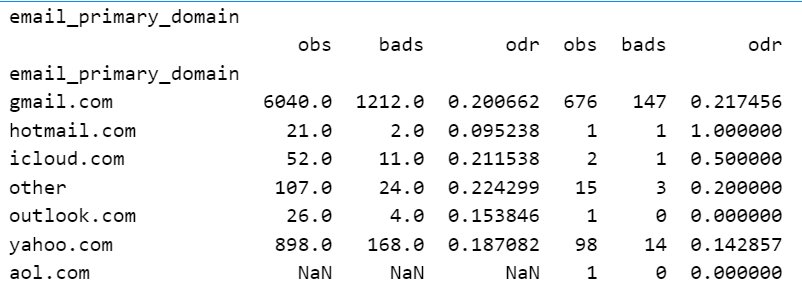 email_primary_domain
obs bads odr obs bads odr
email_primary_domain
gmail.com 6040.0 1212.0 0.200662 676 147 0.217456
hotmail.com 21.0 2.0 0.095238 1 1 1.000000
icloud.com 52.0 11.0 0.211538 2 1 0.500000
other 107.0 24.0 0.224299 15 3 0.200000
outlook.com 26.0 4.0 0.153846 1 0 0.000000
yahoo.com 898.0 168.0 0.187082 98 14 0.142857
aol.com NaN NaN NaN 1 0 0.000000